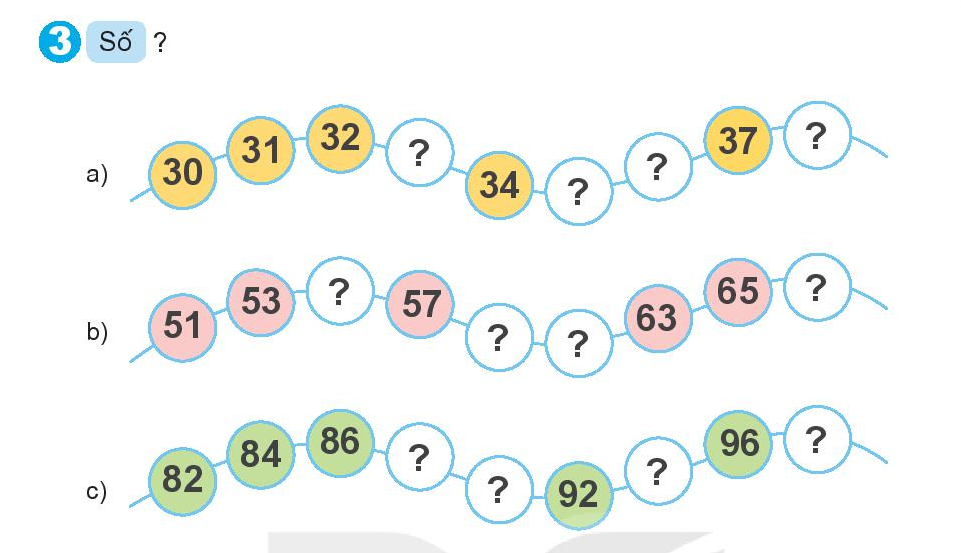 3 Số ?
a) 30 31 32 ? 34 ? ? 37 ?
b) 51 53 ? 57 ? ? 63 65 ?
c) 82 84 86 ? ? 92 ? 96 ?